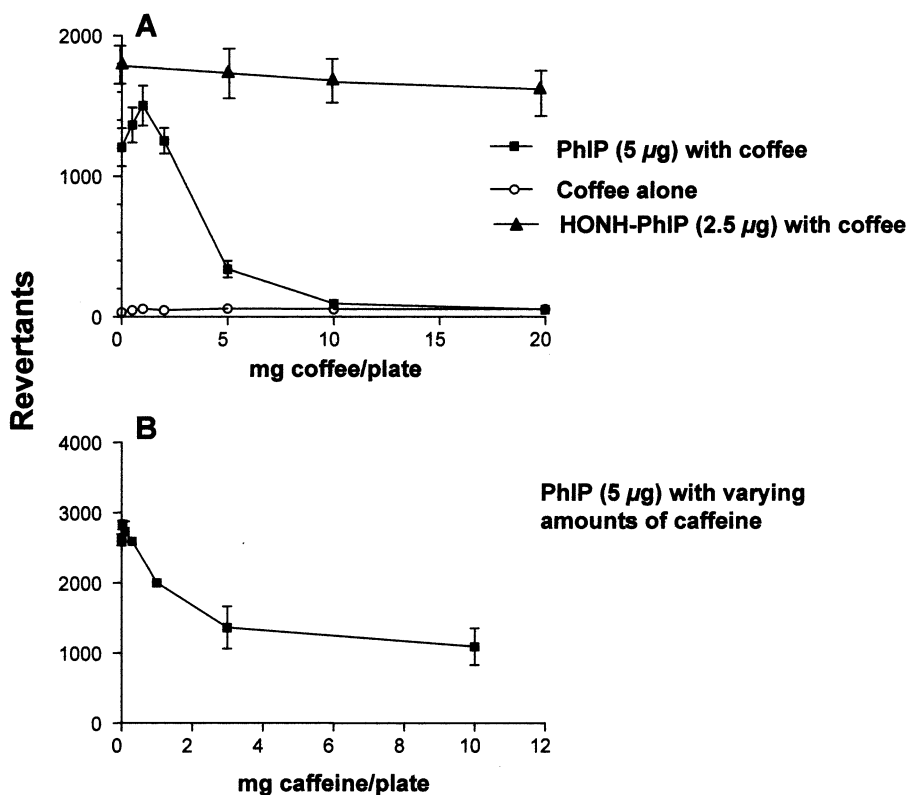 A
2000
1000
0
0
5
10
15
20
mg coffee/plate
PhIP (5 µg) with coffee
Coffee alone
HONH-PhIP (2.5 µg) with coffee
Revertants
B
4000
3000
2000
1000
0
0
2
4
6
8
10
12
mg caffeine/plate
PhIP (5 µg) with varying
amounts of caffeine